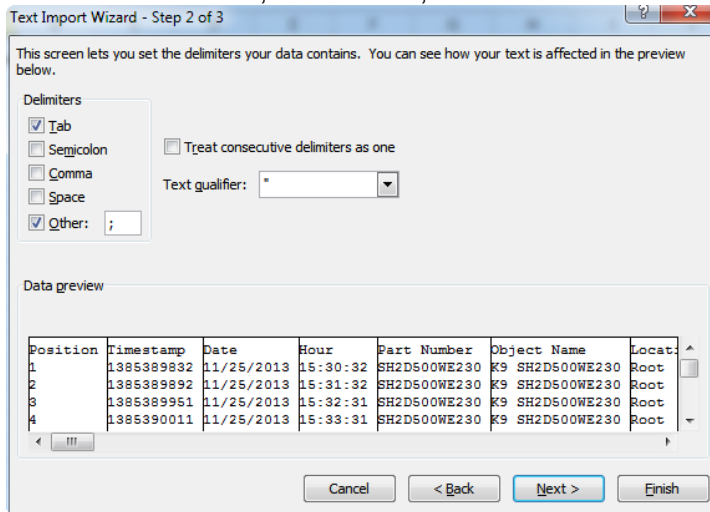 Text Import Wizard - Step 2 of 3
This screen lets you set the delimiters your data contains. You can see how your text is affected in the preview
below.
Delimiters
Tab
Semicolon
Comma
Space
Other: ;
Treat consecutive delimiters as one
Text qualifier: "
Data preview
Position Timestamp Date Hour Part Number Object Name Locati
1 1385389832 11/25/2013 15:30:32 SH2D500WE230 K9 SH2D500WE230 Root
2 1385389892 11/25/2013 15:31:32 SH2D500WE230 K9 SH2D500WE230 Root
3 1385389951 11/25/2013 15:32:31 SH2D500WE230 K9 SH2D500WE230 Root
4 1385390011 11/25/2013 15:33:31 SH2D500WE230 K9 SH2D500WE230 Root
Cancel < Back Next > Finish